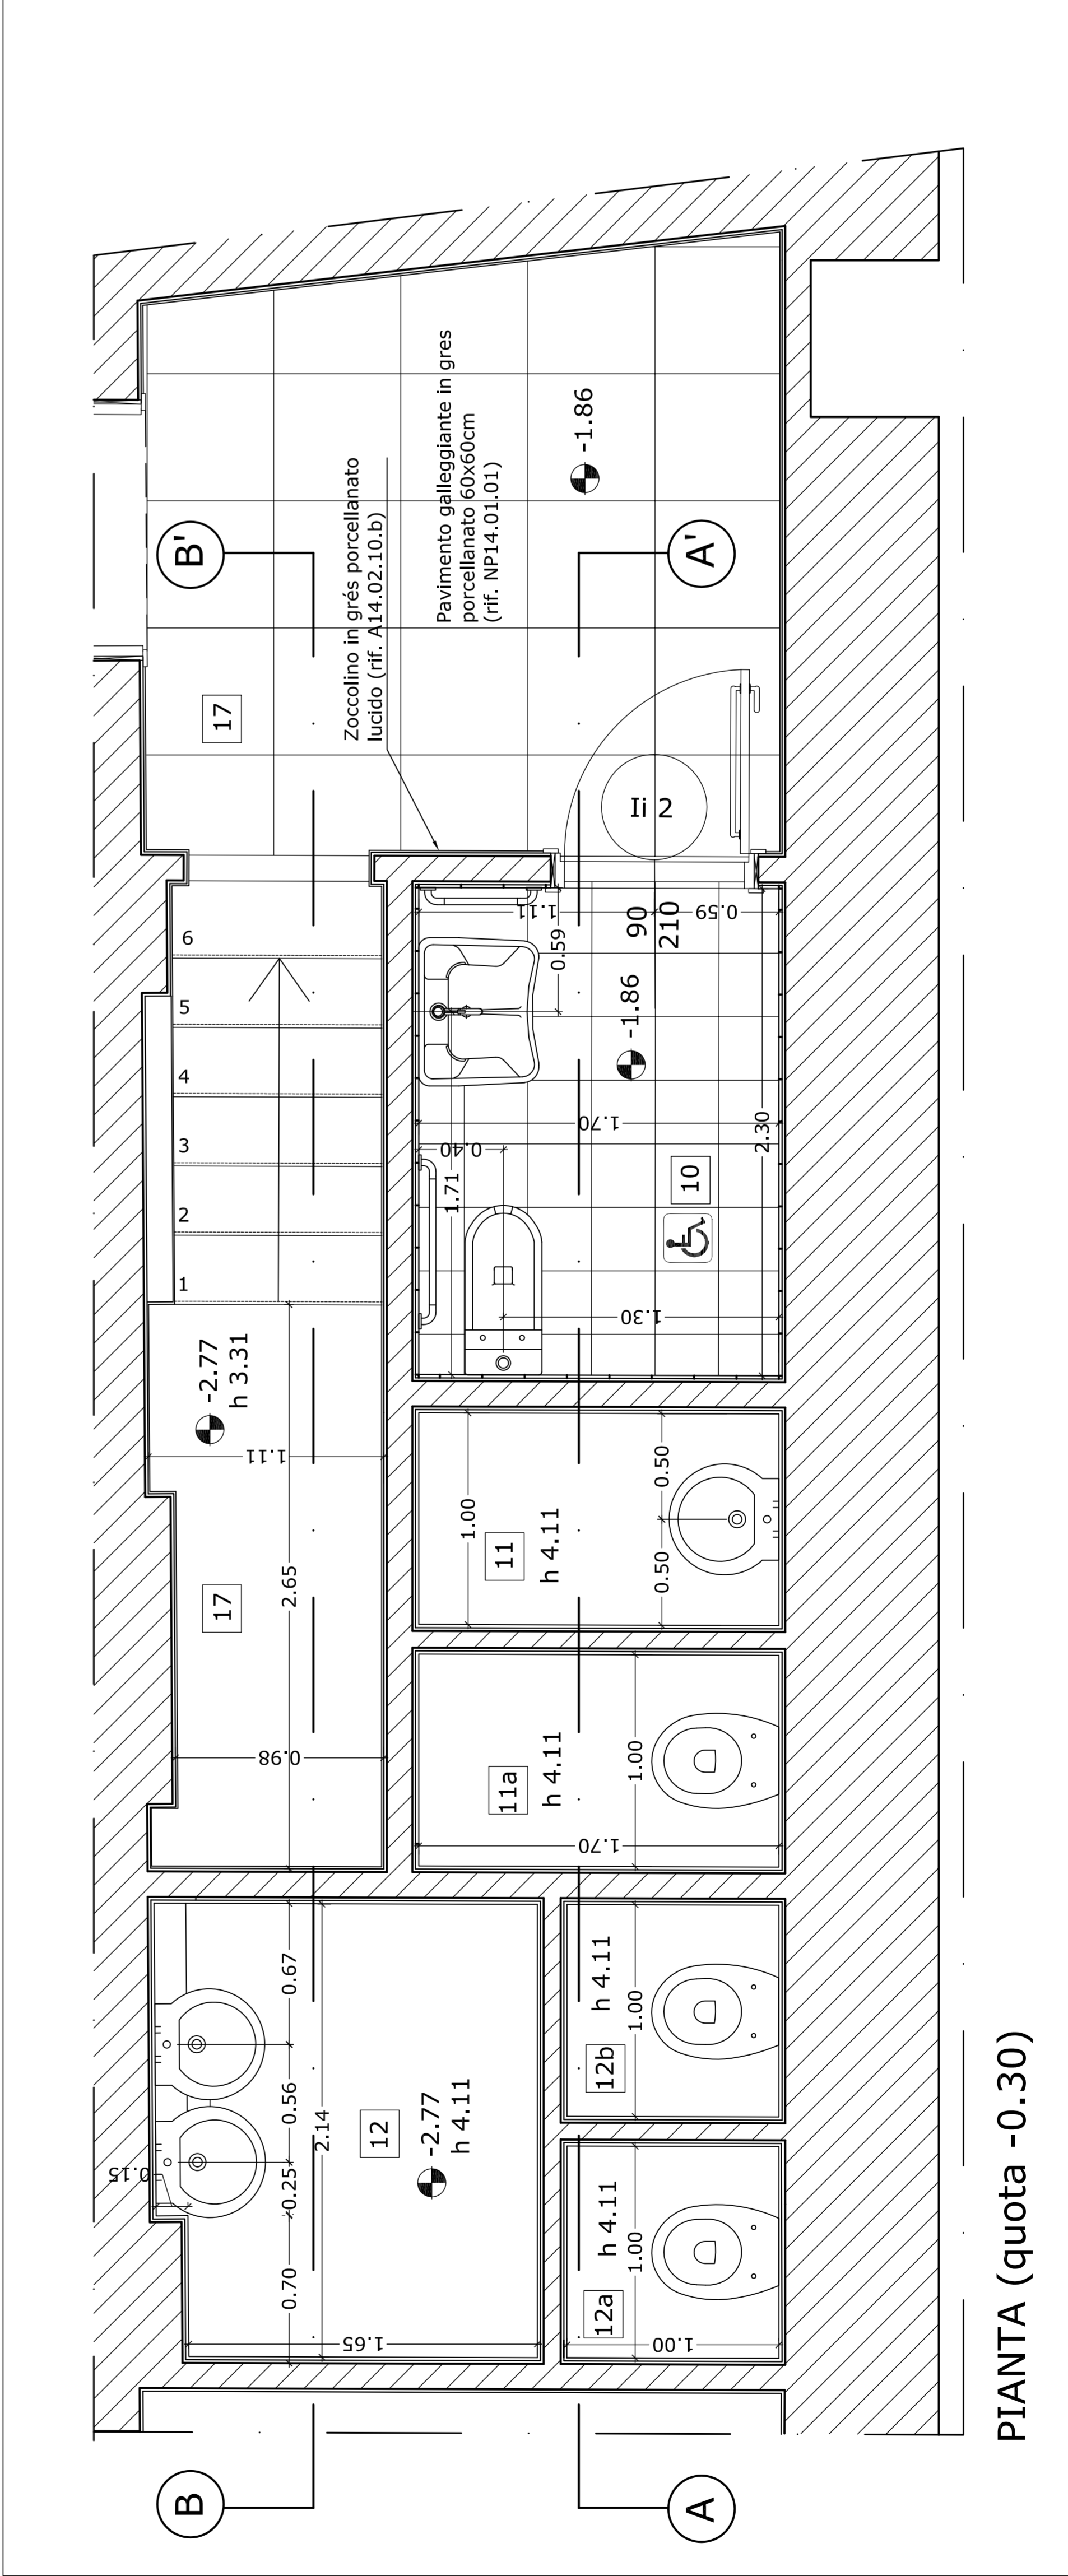 B'
A'
17
Zoccolino in grés porcellanato
lucido (rif. A14.02.10.b)
Pavimento galleggiante in gres
porcellanato 60x60cm
(rif. NP14.01.01)
-1.86
Ii 2
6
5
4
3
2
1
1.11
0.59
0.59
90
210
-1.86
1.70
0.40
1.71
2.30
10
1.30
-2.77
h 3.31
1.11
2.65
17
0.98
1.00
11
h 4.11
0.50
0.50
11a
h 4.11
1.00
1.70
0.67
0.56
0.25
0.70
2.14
0.15
12
-2.77
h 4.11
1.65
12b
h 4.11
1.00
12a
h 4.11
1.00
1.00
B
A
PIANTA (quota -0.30)